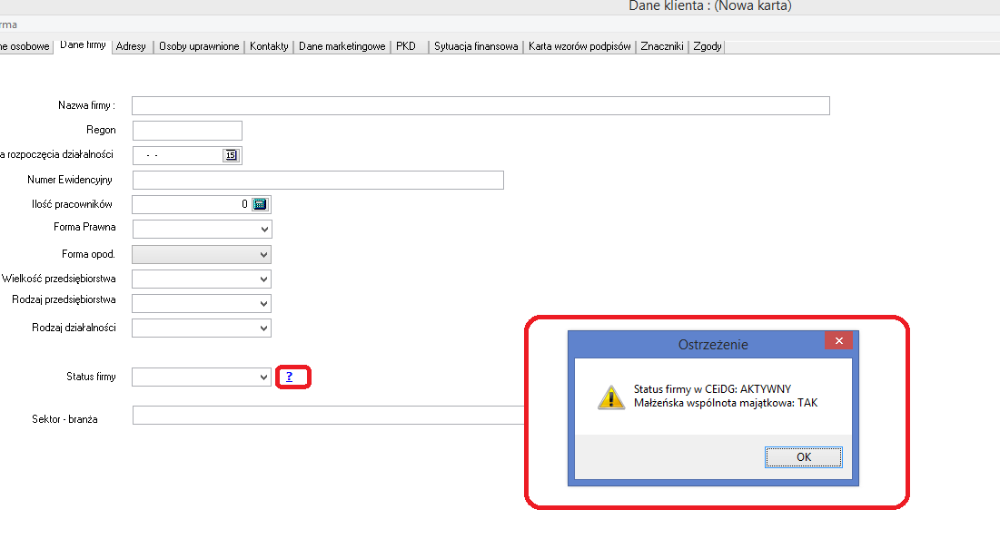 Dane klienta : (Nowa karta)
rma
ne osobowe Dane firmy Adresy Osoby uprawnione Kontakty Dane marketingowe PKD Sytuacja finansowa Karta wzorów podpisów Znaczniki Zgody
Nazwa firmy :
Regon
a rozpoczęcia działalności - - 15
Numer Ewidencyjny
Ilość pracowników 0
Forma Prawna
Forma opod.
Wielkość przedsiębiorstwa
Rodzaj przedsiębiorstwa
Rodzaj działalności
Status firmy ?
Sektor - branża
Ostrzeżenie
Status firmy w CEiDG: AKTYWNY
Małżeńska wspólnota majątkowa: TAK
OK